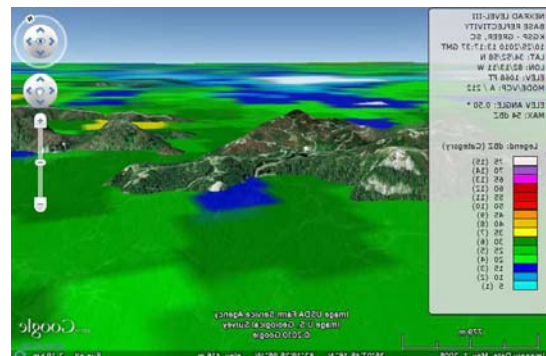 N
NEXRAD LEVEL-III
BASE REFLECTIVITY
KGSP - GREER, SC
10/25/2010 13:17:37 GMT
LAT: 34/52/58 N
LON: 82/13/11 W
ELEV: 1068 FT
MODE/VCP: A / 212
ELEV ANGLE: 0.50 °
MAX: 54 dBZ
Legend: dBZ (Category)
75 (15)
70 (14)
65 (13)
60 (12)
55 (11)
50 (10)
45 (9)
40 (8)
35 (7)
30 (6)
25 (5)
20 (4)
15 (3)
10 (2)
5 (1)
Image USDA Farm Service Agency
Image U.S. Geological Survey
© 2010 Google
Google
779 m